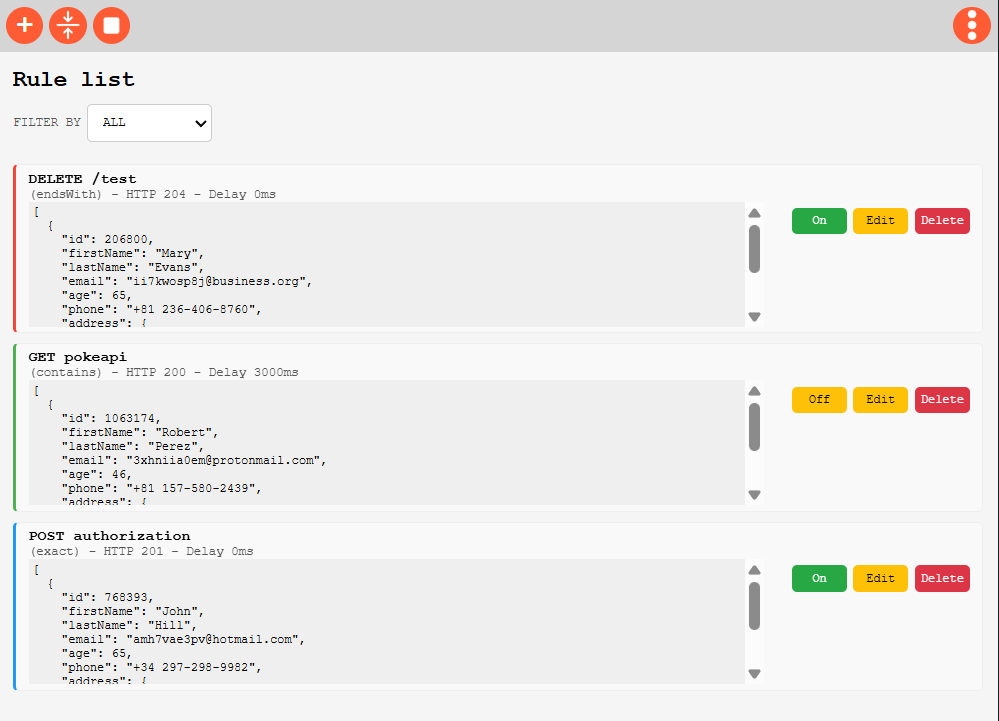 Rule list
FILTER BY ALL
DELETE /test
(endsWith) - HTTP 204 - Delay 0ms
[
  {
    "id": 206800,
    "firstName": "Mary",
    "lastName": "Evans",
    "email": "ii7kwosp8j@business.org",
    "age": 65,
    "phone": "+81 236-406-8760",
    "address": {
On Edit Delete
GET pokeapi
(contains) - HTTP 200 - Delay 3000ms
[
  {
    "id": 1063174,
    "firstName": "Robert",
    "lastName": "Perez",
    "email": "3xhniia0em@protonmail.com",
    "age": 46,
    "phone": "+81 157-580-2439",
    "address": {
Off Edit Delete
POST authorization
(exact) - HTTP 201 - Delay 0ms
[
  {
    "id": 768393,
    "firstName": "John",
    "lastName": "Hill",
    "email": "amh7vae3pv@hotmail.com",
    "age": 65,
    "phone": "+34 297-298-9982",
    "address": {
On Edit Delete